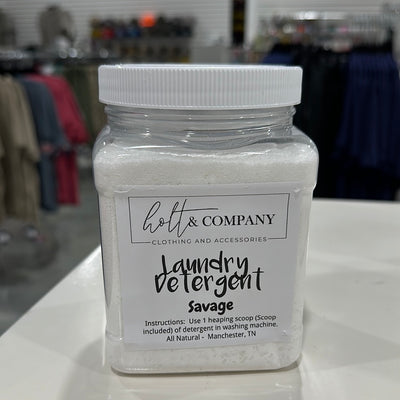 holt & COMPANY
CLOTHING AND ACCESSORIES
Laundry
Detergent
Savage
Instructions: Use 1 heaping scoop (Scoop
included) of detergent in washing machine.
All Natural - Manchester, TN